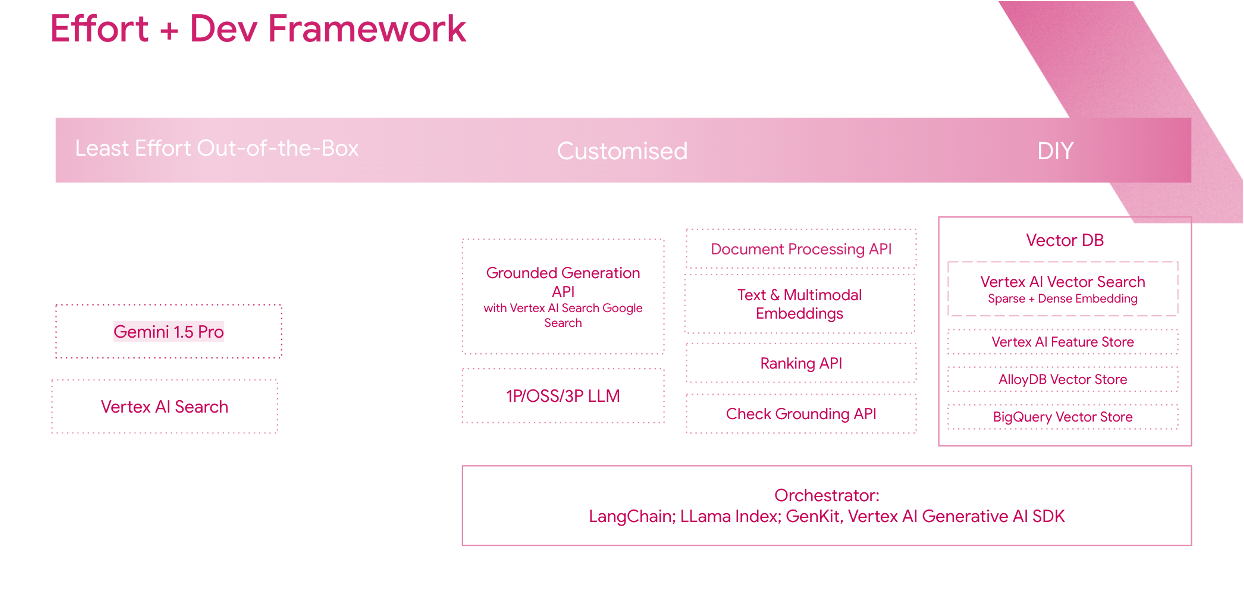 Effort + Dev Framework
Least Effort Out-of-the-Box
Customised
DIY
Gemini 1.5 Pro
Vertex AI Search
Grounded Generation
API
with Vertex AI Search Google
Search
1P/OSS/3P LLM
Document Processing API
Text & Multimodal
Embeddings
Ranking API
Check Grounding API
Vector DB
Vertex AI Vector Search
Sparse + Dense Embedding
Vertex AI Feature Store
AlloyDB Vector Store
BigQuery Vector Store
Orchestrator:
LangChain; LLama Index; GenKit, Vertex AI Generative AI SDK